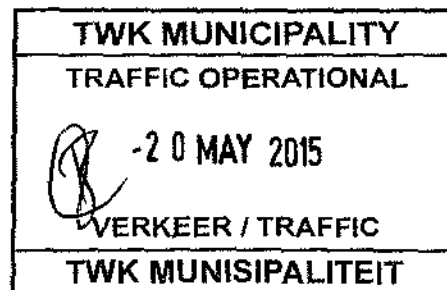 TWK MUNICIPALITY
TRAFFIC OPERATIONAL
-2 0 MAY 2015
VERKEER / TRAFFIC
TWK MUNISIPALITEIT